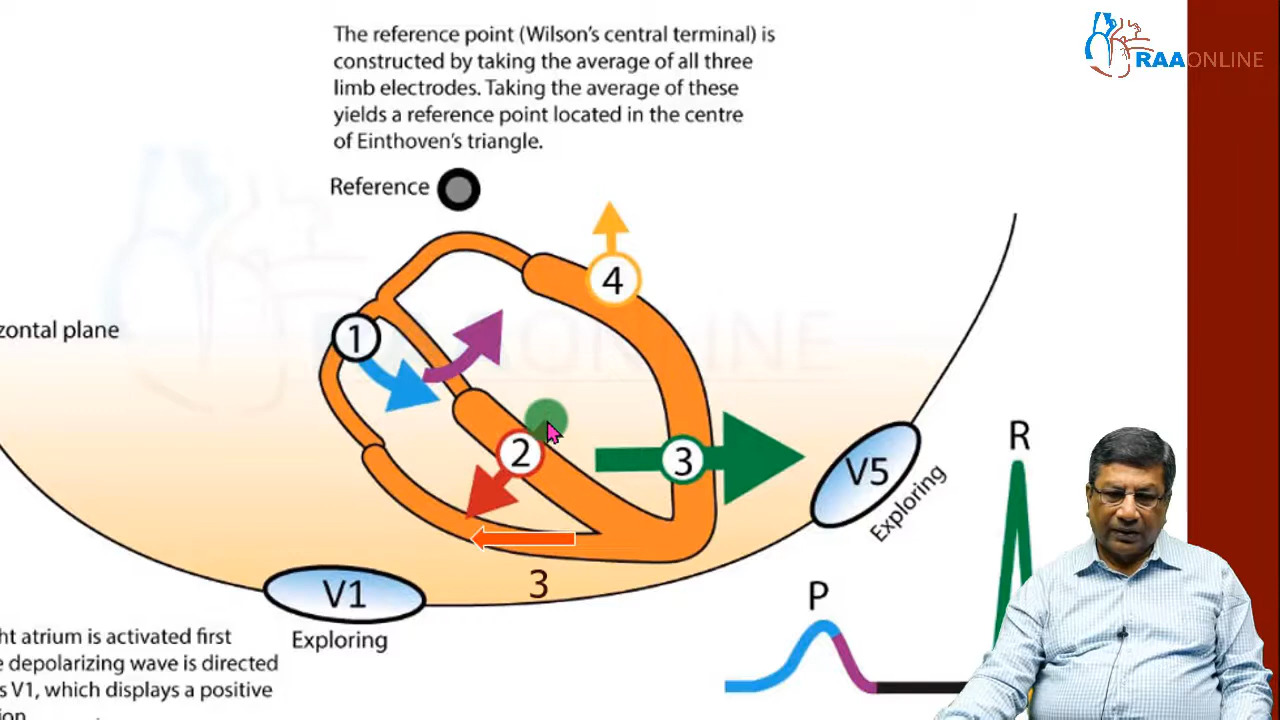 The reference point (Wilson's central terminal) is
constructed by taking the average of all three
limb electrodes. Taking the average of these
yields a reference point located in the centre
of Einthoven's triangle.
RAAONLINE
Reference
4
1
zontal plane
2
3
V5
Exploring
R
3
V1
Exploring
P
ht atrium is activated first
e depolarizing wave is directed
s V1, which displays a positive